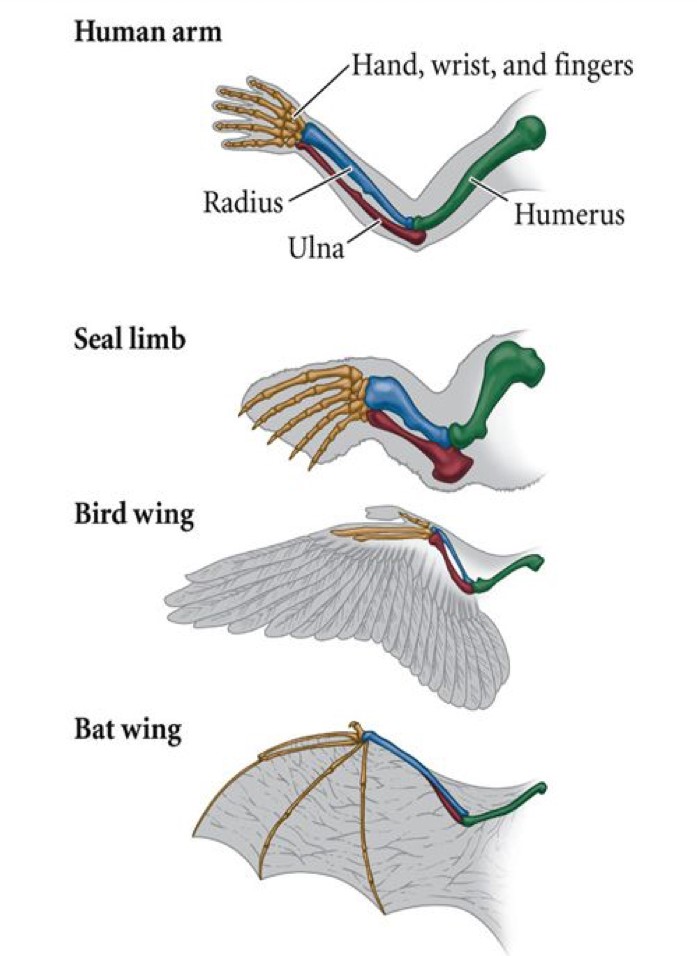 Human arm
Hand, wrist, and fingers
Radius
Humerus
Ulna
Seal limb
Bird wing
Bat wing